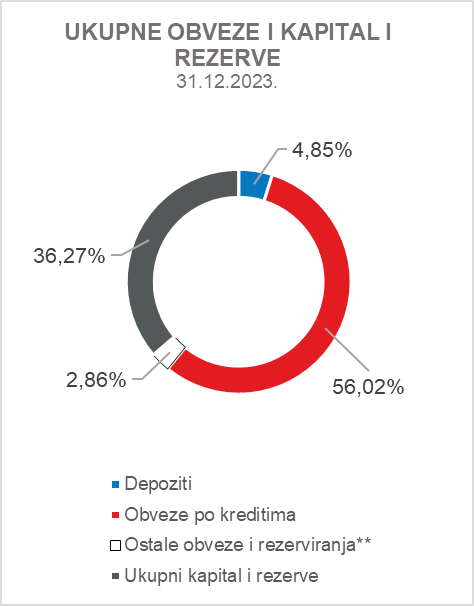 UKUPNE OBVEZE I KAPITAL I
REZERVE
31.12.2023.
4,85%
36,27%
2,86%
56,02%
Depoziti
Obveze po kreditima
Ostale obveze i rezerviranja**
Ukupni kapital i rezerve